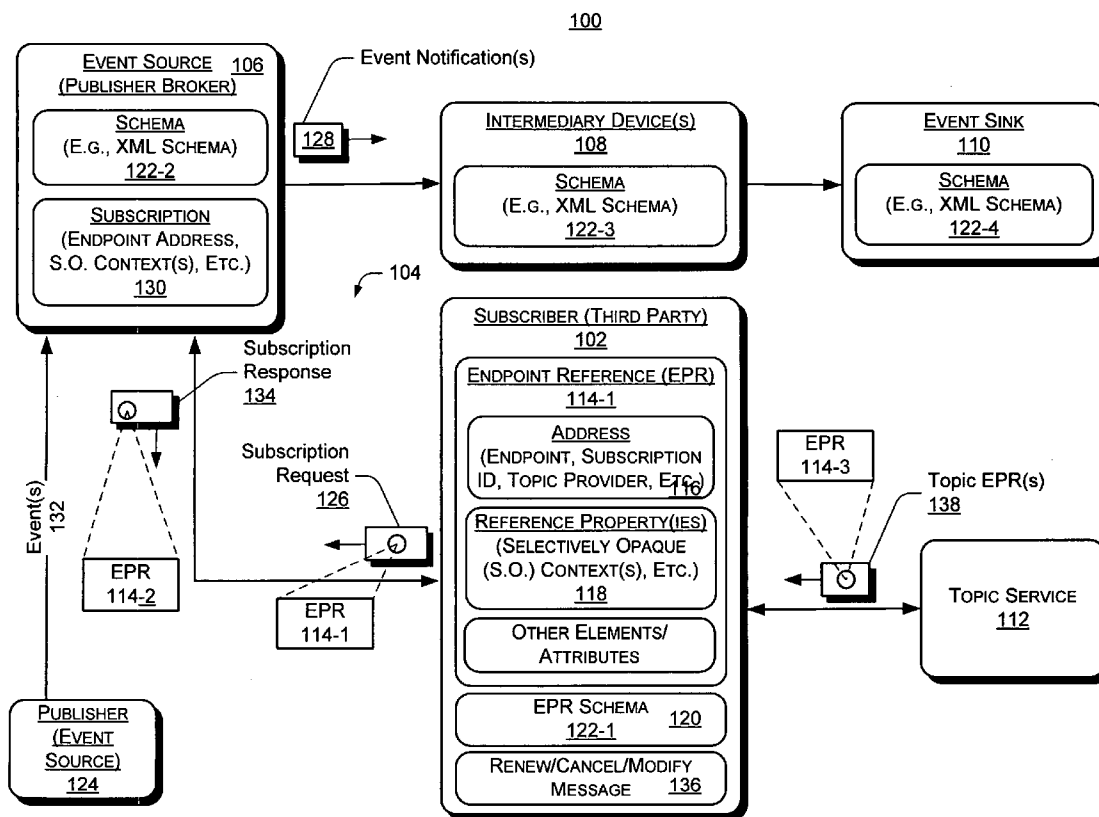 100
EVENT SOURCE 106
(PUBLISHER BROKER)
SCHEMA
(E.G., XML SCHEMA)
122-2
SUBSCRIPTION
(ENDPOINT ADDRESS,
S.O. CONTEXT(S), ETC.)
130
Event Notification(s)
128
INTERMEDIARY DEVICE(S)
108
SCHEMA
(E.G., XML SCHEMA)
122-3
EVENT SINK
110
SCHEMA
(E.G., XML SCHEMA)
122-4
104
Subscription
Response
134
EPR
114-2
Event(s)
132
PUBLISHER
(EVENT
SOURCE)
124
Subscription
Request
126
EPR
114-1
SUBSCRIBER (THIRD PARTY)
102
ENDPOINT REFERENCE (EPR)
114-1
ADDRESS
(ENDPOINT, SUBSCRIPTION
ID, TOPIC PROVIDER, ETC.)
116
REFERENCE PROPERTY(IES)
(SELECTIVELY OPAQUE
(S.O.) CONTEXT(S), ETC.)
118
OTHER ELEMENTS/
ATTRIBUTES
EPR SCHEMA 120
122-1
RENEW/CANCEL/MODIFY
MESSAGE 136
EPR
114-3
Topic EPR(s)
138
TOPIC SERVICE
112